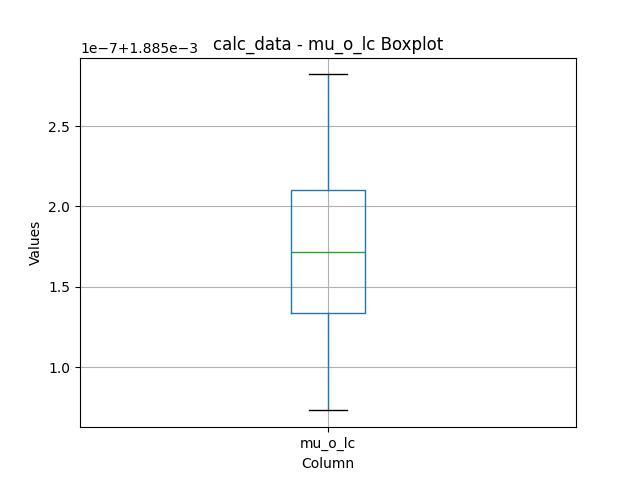 calc_data - mu_o_lc Boxplot
1e−7+1.885e−3
2.5
2.0
1.5
1.0
Values
mu_o_lc
Column